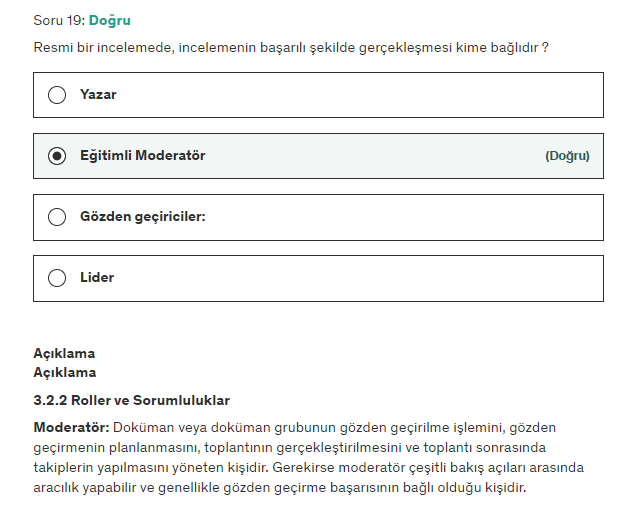 Soru 19: Doğru
Resmi bir incelemede, incelemenin başarılı şekilde gerçekleşmesi kime bağlıdır ?
Yazar
Eğitimli Moderatör (Doğru)
Gözden geçiriciler:
Lider
Açıklama
Açıklama
3.2.2 Roller ve Sorumluluklar
Moderatör: Doküman veya doküman grubunun gözden geçirilme işlemini, gözden
geçirmenin planlanmasını, toplantının gerçekleştirilmesini ve toplantı sonrasında
takiplerin yapılmasını yöneten kişidir. Gerekirse moderatör çeşitli bakış açıları arasında
aracılık yapabilir ve genellikle gözden geçirme başarısının bağlı olduğu kişidir.